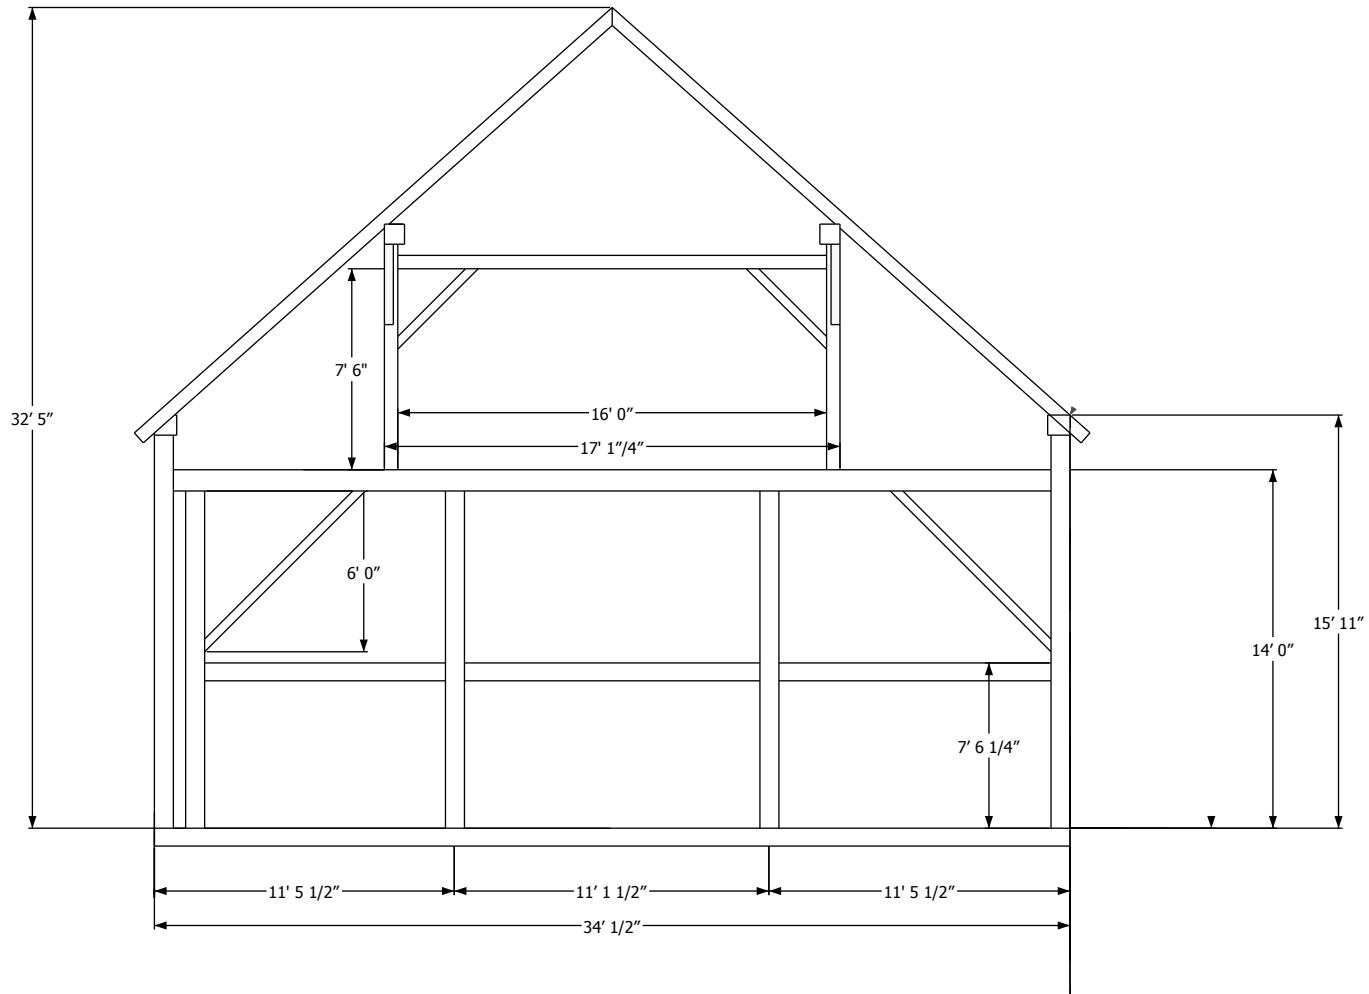 7' 6"
32′ 5″
16' 0″
17' 1″/4″
6' 0″
15′ 11″
14′ 0″
7′ 6 1/4″
11' 5 1/2″
11′ 1 1/2″
11' 5 1/2″
34′ 1/2″